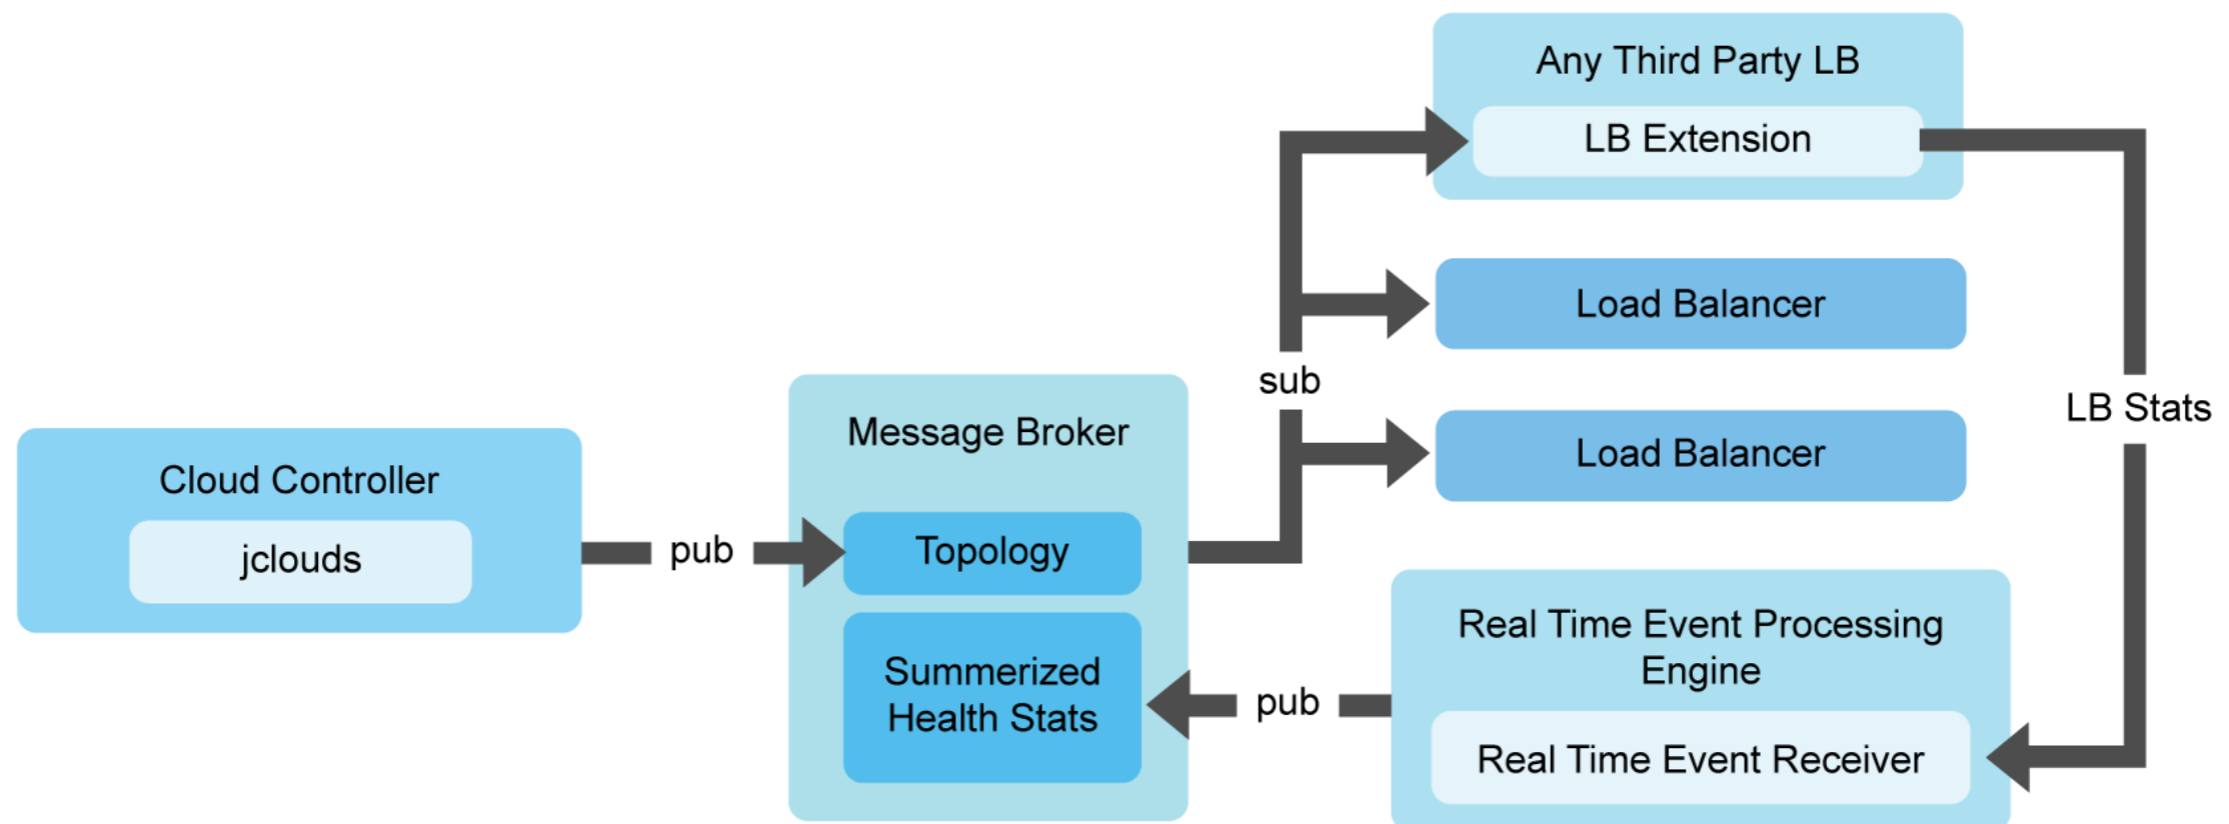 Any Third Party LB
LB Extension
Load Balancer
sub
LB Stats
Message Broker
Load Balancer
Cloud Controller
jclouds
pub
Topology
Real Time Event Processing
Engine
Summerized
Health Stats
pub
Real Time Event Receiver